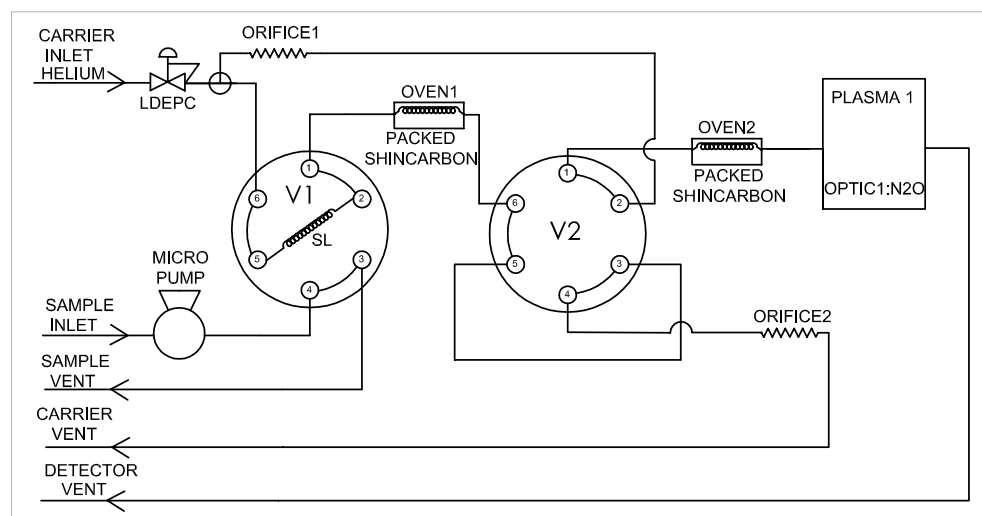 CARRIER
INLET
HELIUM
LDEPC
ORIFICE1
OVEN1
PACKED
SHINCARBON
OVEN2
PACKED
SHINCARBON
PLASMA 1
OPTIC1:N2O
V1
1
2
3
4
5
6
SL
V2
1
2
3
4
5
6
MICRO
PUMP
SAMPLE
INLET
ORIFICE2
SAMPLE
VENT
CARRIER
VENT
DETECTOR
VENT